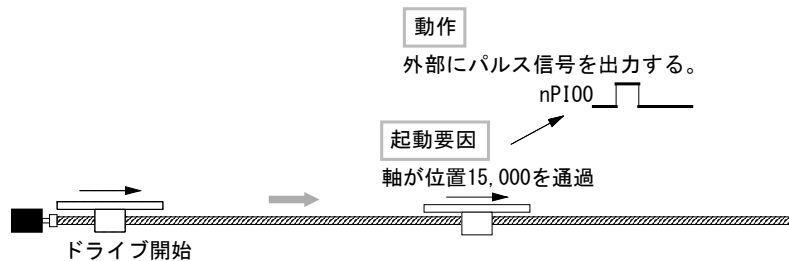 動作
外部にパルス信号を出力する。
nPIO0
起動要因
軸が位置15,000を通過
ドライブ開始